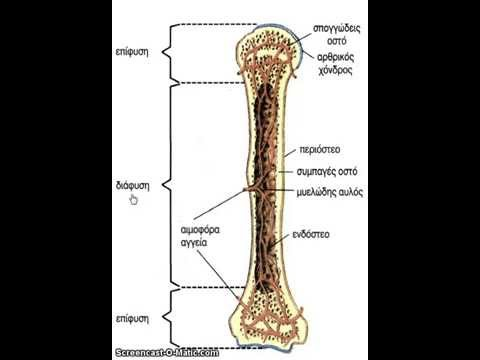 σπογγώδεις
οστό
αρθρικός
χόνδρος
επίφυση
περιόστεο
συμπαγές οστό
διάφυση
μυελώδης αυλός
αιμοφόρα
αγγεία
ενδόστεο
επίφυση
Screencast-O-Matic.com